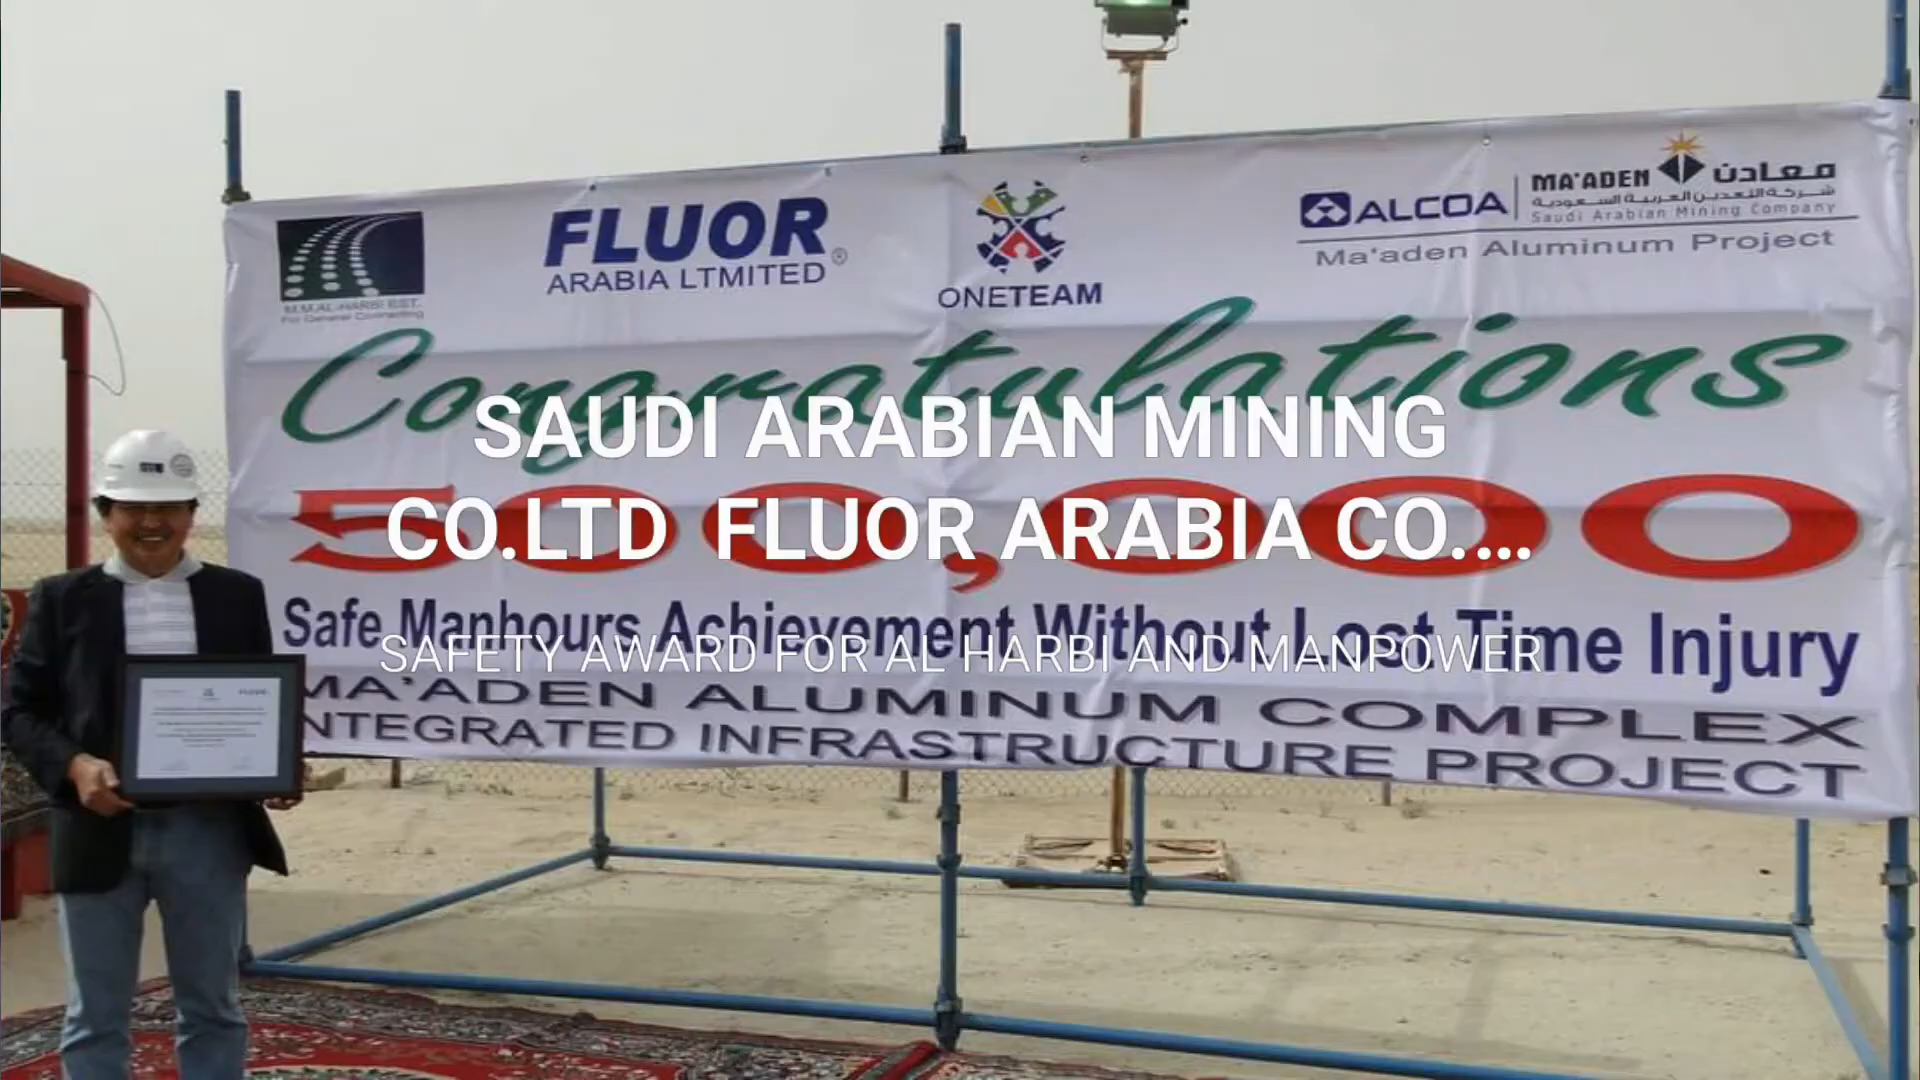 M.M.AL-HARBI EST.
For General Contracting
FLUOR®
ARABIA LTMITED
ONETEAM
ALCOA
MA'ADEN معادن
شركة التعدين العربية السعودية
Saudi Arabian Mining Company
Ma'aden Aluminum Project
Congratulations
SAUDI ARABIAN MINING
CO.LTD FLUOR ARABIA CO....
500,000
Safe Manhours Achievement Without Lost Time Injury
SAFETY AWARD FOR AL HARBI AND MANPOWER
MA'ADEN ALUMINUM COMPLEX
INTEGRATED INFRASTRUCTURE PROJECT
FLUOR